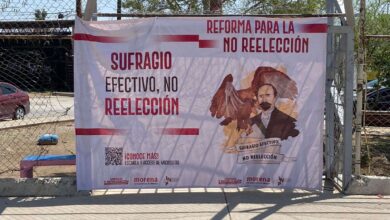 SUFRAGIO
EFECTIVO, NO
REELECCIÓN
¡CONOCE MÁS!
morena
REFORMA PARA LA
NO REELECCIÓN
SUFRAGIO EFECTIVO
NO REELECCIÓN
morena